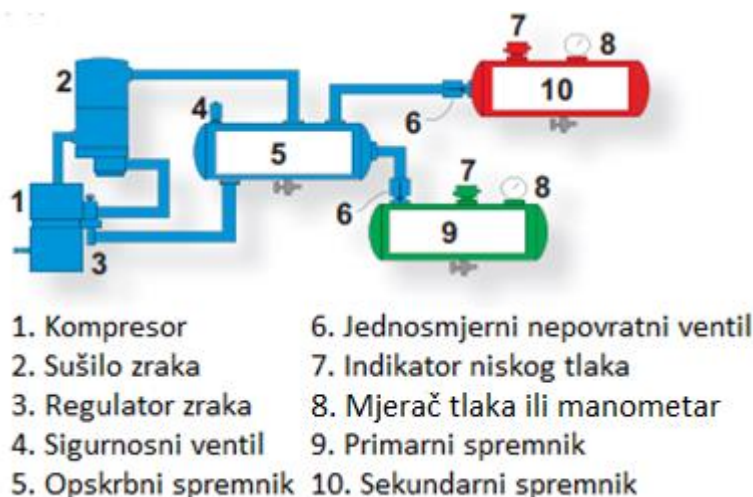 7
8
2
4
10
6
5
7
8
1
6
9
3
1. Kompresor
2. Sušilo zraka
3. Regulator zraka
4. Sigurnosni ventil
5. Opskrbni spremnik
6. Jednosmjerni nepovratni ventil
7. Indikator niskog tlaka
8. Mjerač tlaka ili manometar
9. Primarni spremnik
10. Sekundarni spremnik